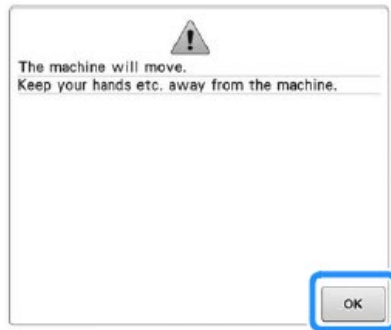 The machine will move.
Keep your hands etc. away from the machine.
OK